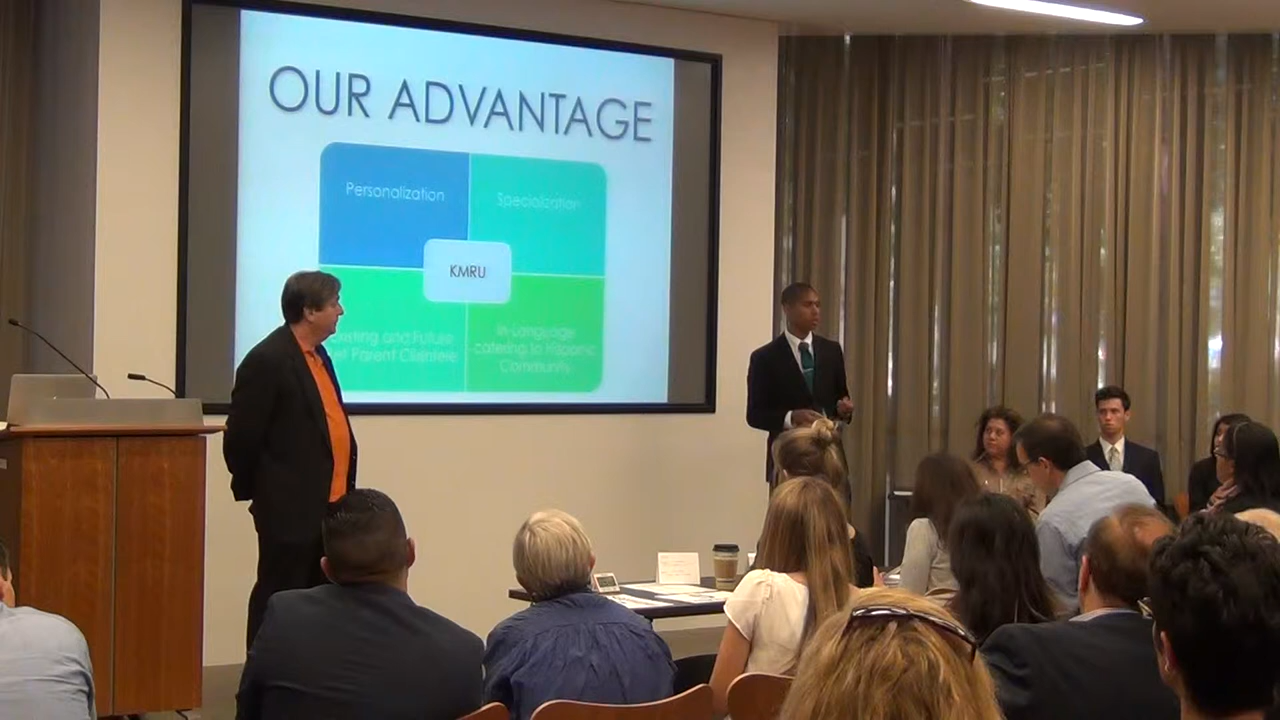 OUR ADVANTAGE
Personalization
Specialization
KMRU
Existing and Future
Parent Clientele
In-Language
catering to Hispanic
Community